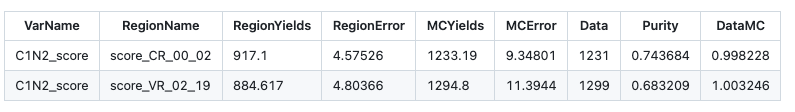 VarName RegionName RegionYields RegionError MCYields MCError Data Purity DataMC
C1N2_score score_CR_00_02 917.1 4.57526 1233.19 9.34801 1231 0.743684 0.998228
C1N2_score score_VR_02_19 884.617 4.80366 1294.8 11.3944 1299 0.683209 1.003246